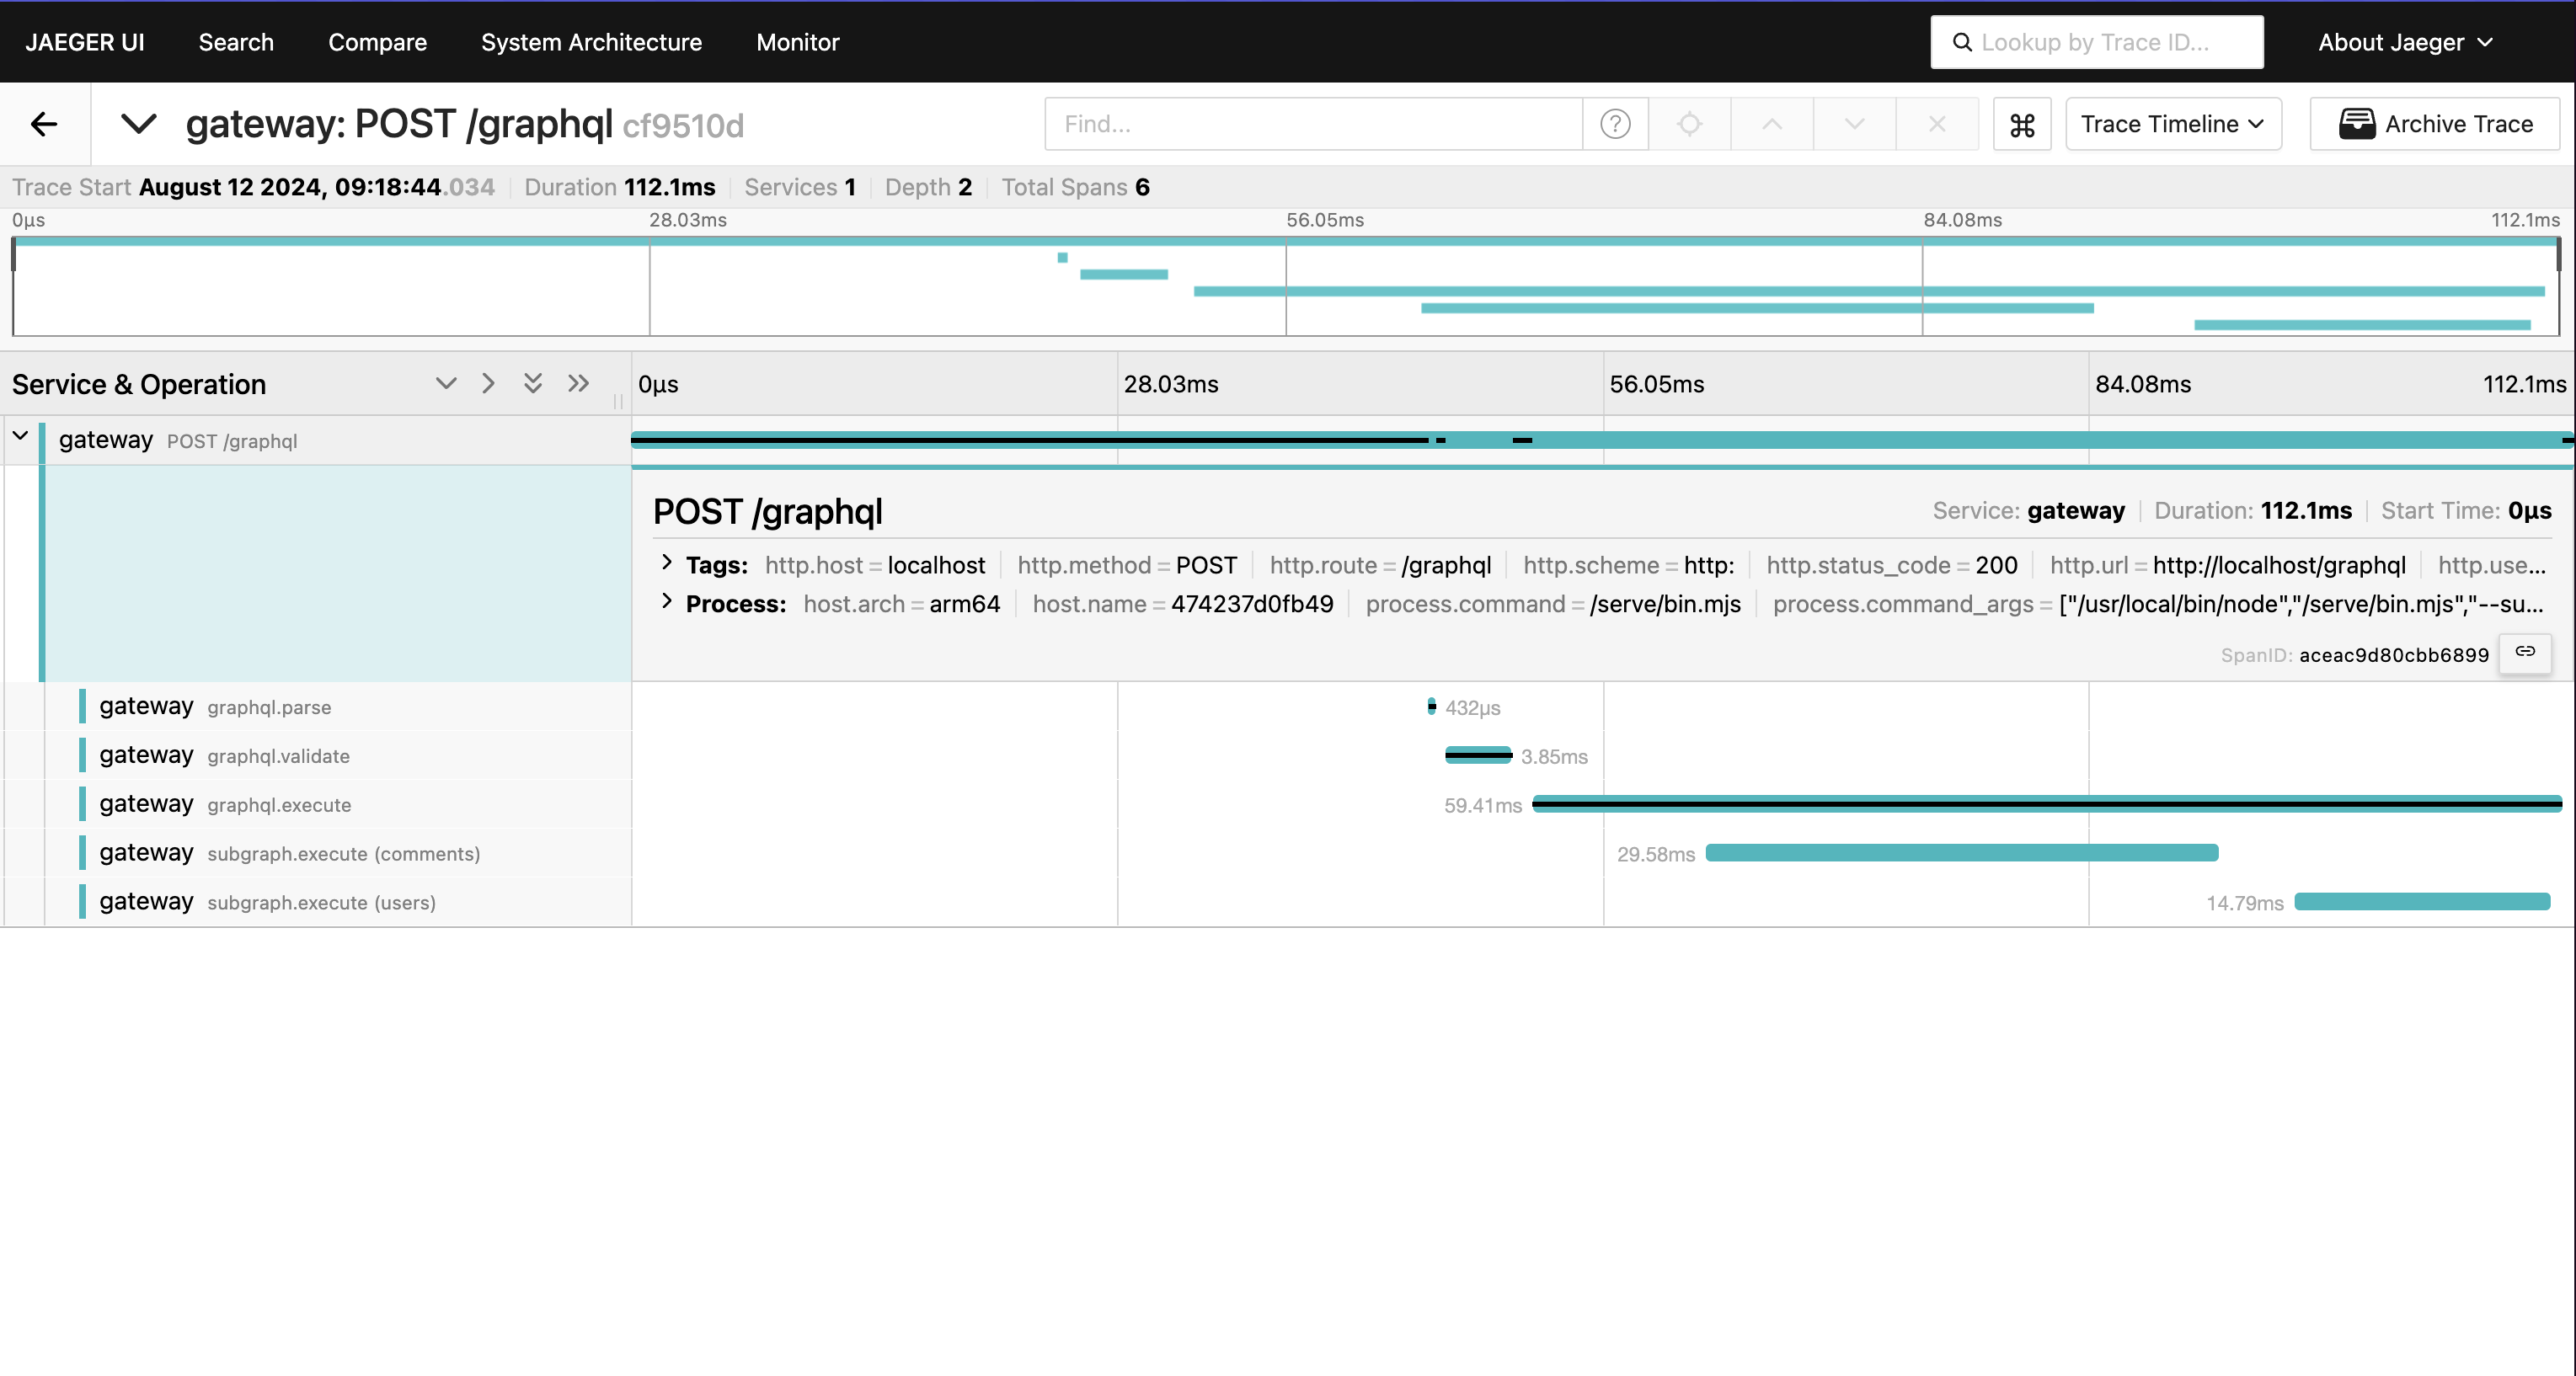 JAEGER UI Search Compare System Architecture Monitor Lookup by Trace ID... About Jaeger
gateway: POST /graphql cf9510d Find... Trace Timeline Archive Trace
Trace Start August 12 2024, 09:18:44.034 Duration 112.1ms Services 1 Depth 2 Total Spans 6
0μs 28.03ms 56.05ms 84.08ms 112.1ms
Service & Operation 0μs 28.03ms 56.05ms 84.08ms 112.1ms
gateway POST /graphql
POST /graphql Service: gateway Duration: 112.1ms Start Time: 0μs
Tags: http.host = localhost http.method = POST http.route = /graphql http.scheme = http: http.status_code = 200 http.url = http://localhost/graphql http.use...
Process: host.arch = arm64 host.name = 474237d0fb49 process.command = /serve/bin.mjs process.command_args = ["/usr/local/bin/node","/serve/bin.mjs","--su...
SpanID: aceac9d80cbb6899
gateway graphql.parse 432μs
gateway graphql.validate 3.85ms
gateway graphql.execute 59.41ms
gateway subgraph.execute (comments) 29.58ms
gateway subgraph.execute (users) 14.79ms